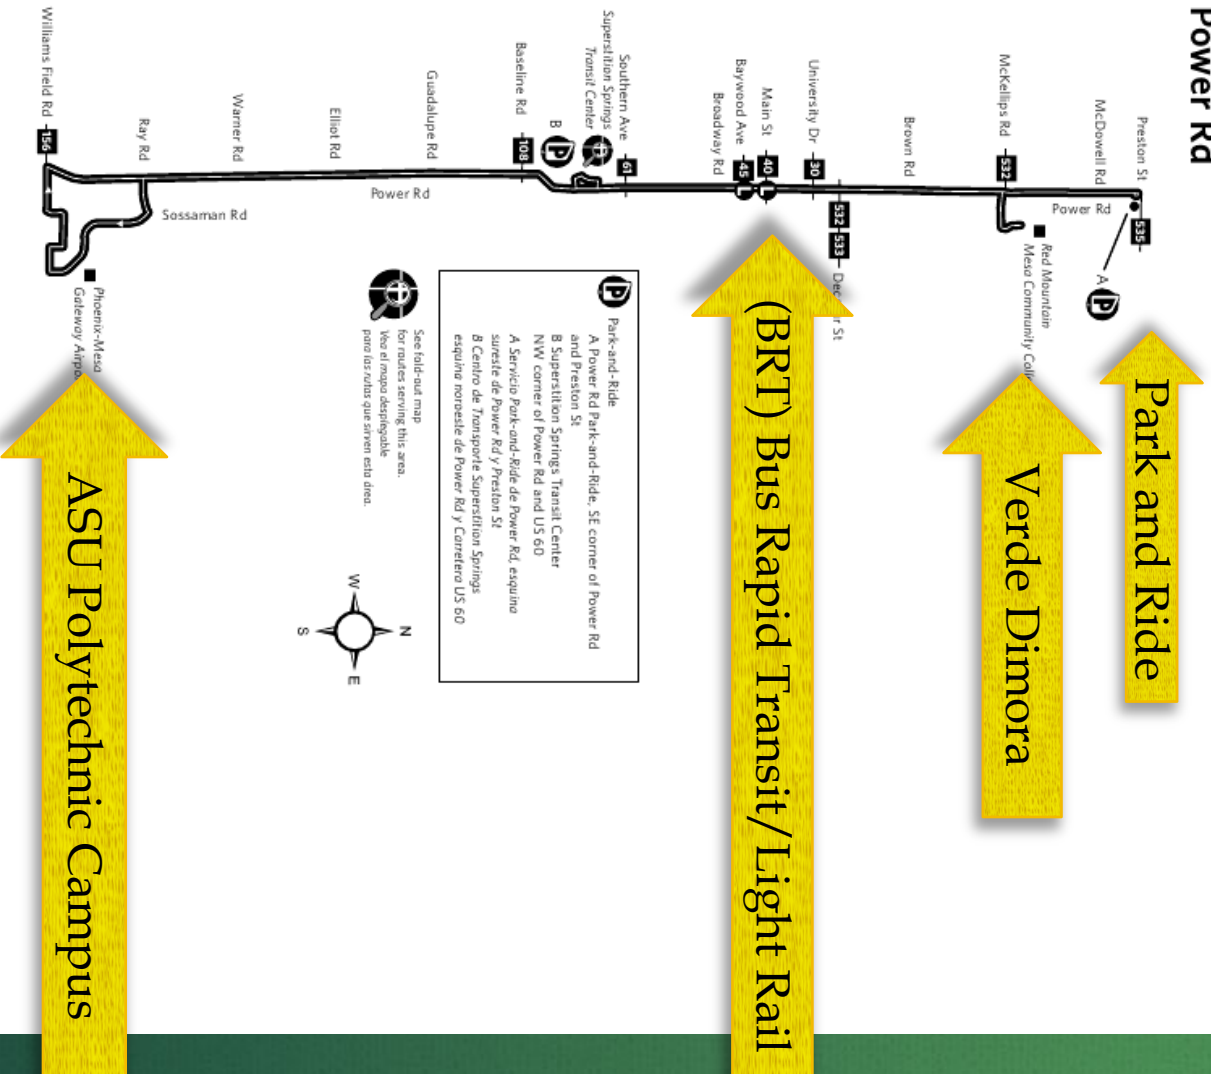 Power Rd
Preston St
McDowell Rd
McKellips Rd
Brown Rd
University Dr
Main St
Baywood Ave
Broadway Rd
Southern Ave
Superstition Springs
Transit Center
B
Baseline Rd
Guadalupe Rd
Elliot Rd
Warner Rd
Ray Rd
Williams Field Rd
535
532
532
533
30
40
45
61
108
156
L
L
P
Power Rd
Power Rd
Sossaman Rd
A
P
Red Mountain
Mesa Community
St
Phoenix-Mesa
Gateway
P
Park-and-Ride
A Power Rd Park-and-Ride, SE corner of Power Rd
and Preston St
B Superstition Springs Transit Center
NW corner of Power Rd and US 60
A Servicio Park-and-Ride de Power Rd, esquina
sureste de Power Rd y Preston St
B Centro de Transporte Superstition Springs
esquina noroeste de Power Rd y Carretera US 60
See fold-out map
for routes serving this area.
Vea el mapa desplegable
para las rutas que sirven esta área.
N
W
E
S
Park and Ride
Verde Dimora
(BRT) Bus Rapid Transit/Light Rail
ASU Polytechnic Campus